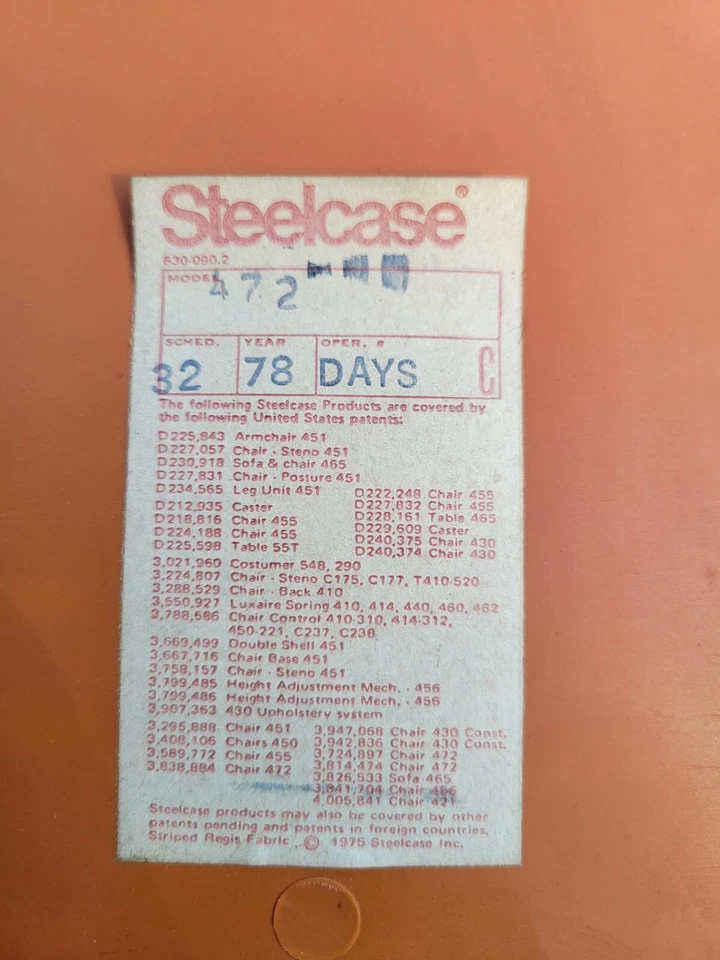 Steelcase®
630-090.2
MODEL 472
SCHED. YEAR OPER. #
32 78 DAYS C
The following Steelcase Products are covered by
the following United States patents:
D225,843 Armchair 451
D227,057 Chair - Steno 451
D230,918 Sofa & chair 465
D227,831 Chair - Posture 451
D234,565 Leg Unit 451 D222,248 Chair 455
D212,935 Caster D227,832 Chair 455
D218,816 Chair 455 D228,161 Table 465
D224,188 Chair 455 D229,609 Caster
D225,598 Table 55T D240,375 Chair 430
D240,374 Chair 430
3,021,960 Costumer 548, 290
3,224,807 Chair - Steno C175, C177, T410-520
3,288,529 Chair - Back 410
3,550,927 Luxaire Spring 410, 414, 440, 460, 462
3,788,586 Chair Control 410-310, 414-312,
450-221, C237, C238
3,669,499 Double Shell 451
3,667,716 Chair Base 451
3,758,157 Chair - Steno 451
3,799,485 Height Adjustment Mech. - 456
3,799,486 Height Adjustment Mech. - 456
3,907,363 430 Upholstery system
3,295,888 Chair 451 3,947,068 Chair 430 Const.
3,408,106 Chairs 450 3,942,836 Chair 430 Const.
3,589,772 Chair 455 3,724,897 Chair 472
3,838,884 Chair 472 3,814,474 Chair 472
3,826,533 Sofa 465
3,841,704 Chair 456
4,005,841 Chair 421
Steelcase products may also be covered by other
patents pending and patents in foreign countries.
Striped Regis Fabric © 1975 Steelcase Inc.